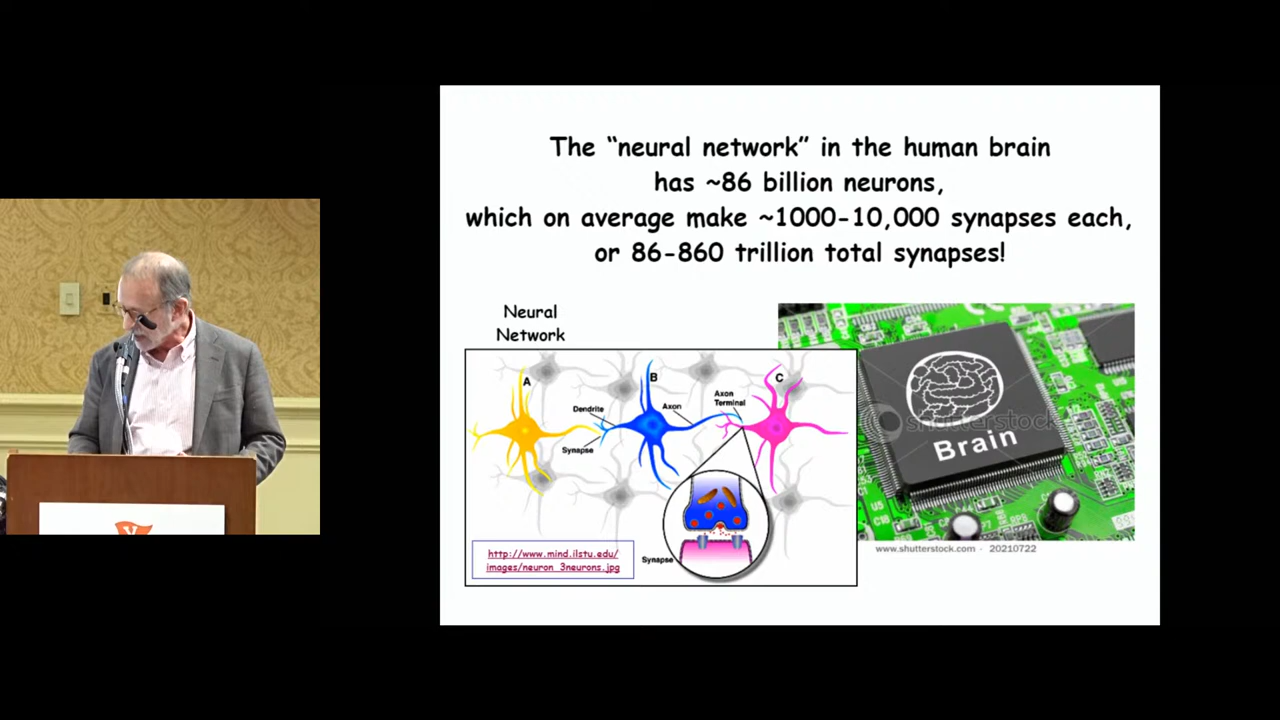 The “neural network” in the human brain
has ~86 billion neurons,
which on average make ~1000-10,000 synapses each,
or 86-860 trillion total synapses!
Neural
Network
A
B
C
Dendrite
Axon
Axon
Terminal
Synapse
Synapse
http://www.mind.ilstu.edu/
images/neuron_3neurons.jpg
shutterstock
Brain
U5
C18
www.shutterstock.com · 20210722